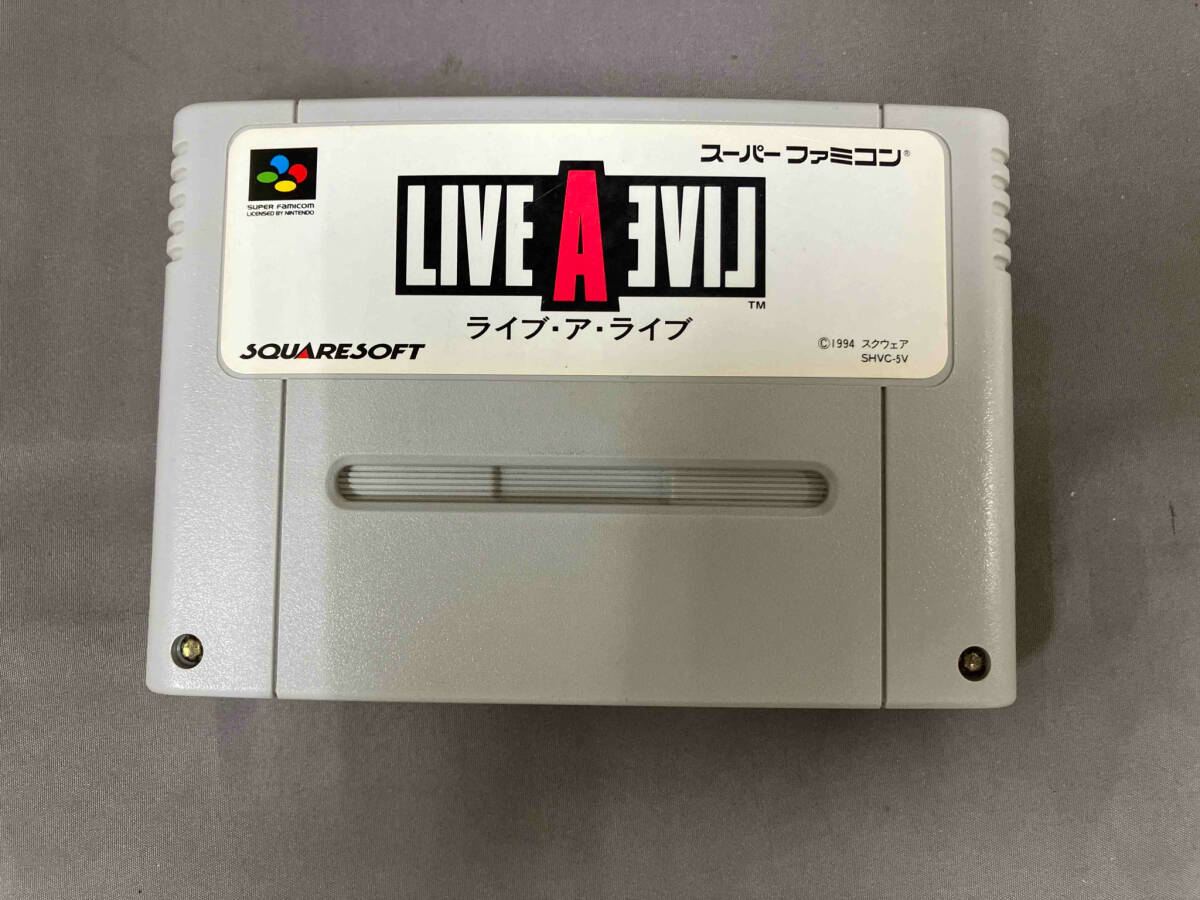 スーパーファミコン®
SUPER FAMICOM
LICENSED BY NINTENDO
LIVE A EVIL
TM
ライブ・ア・ライブ
SQUARESOFT
©1994 スクウェア
SHVC-5V